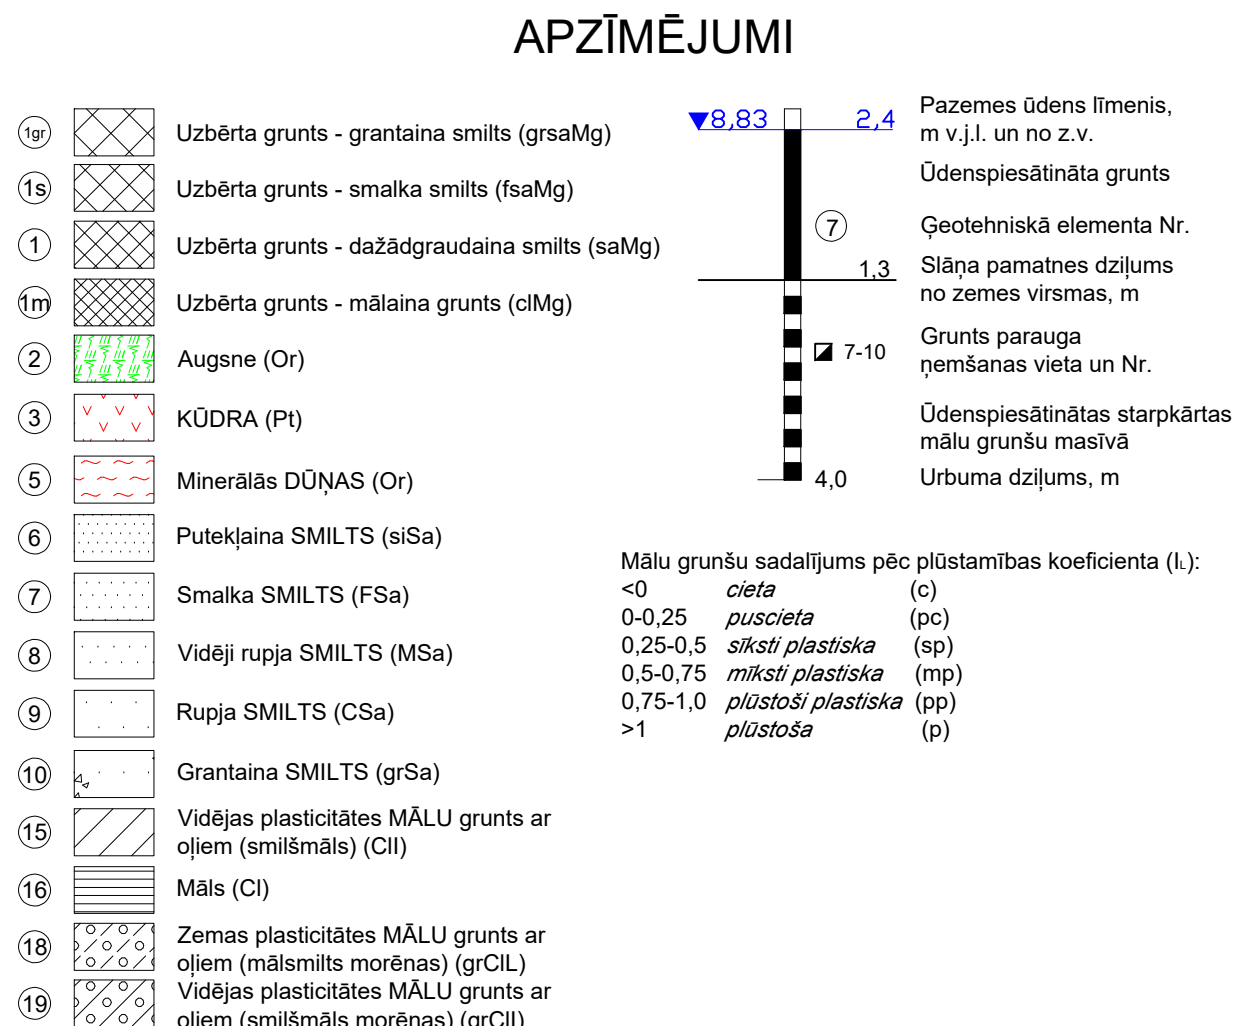 APZĪMĒJUMI
1gr Uzbērta grunts - grantaina smilts (grsaMg)
1s Uzbērta grunts - smalka smilts (fsaMg)
1 Uzbērta grunts - dažādgraudaina smilts (saMg)
1m Uzbērta grunts - mālaina grunts (clMg)
2 Augsne (Or)
3 KŪDRA (Pt)
5 Minerālās DŪŅAS (Or)
6 Putekļaina SMILTS (siSa)
7 Smalka SMILTS (FSa)
8 Vidēji rupja SMILTS (MSa)
9 Rupja SMILTS (CSa)
10 Grantaina SMILTS (grSa)
15 Vidējas plasticitātes MĀLU grunts ar
oļiem (smilšmāls) (ClI)
16 Māls (Cl)
18 Zemas plasticitātes MĀLU grunts ar
oļiem (mālsmilts morēnas) (grClL)
19 Vidējas plasticitātes MĀLU grunts ar
oļiem (smilšmāls morēnas) (grClI)
8,83 2,4 Pazemes ūdens līmenis,
m v.j.l. un no z.v.
Ūdenspiesātināta grunts
7 Ģeotehniskā elementa Nr.
1,3 Slāņa pamatnes dziļums
no zemes virsmas, m
Grunts parauga
7-10 ņemšanas vieta un Nr.
Ūdenspiesātinātas starpkārtas
mālu grunšu masīvā
4,0 Urbuma dziļums, m
Mālu grunšu sadalījums pēc plūstamības koeficienta (IL):
<0 cieta (c)
0-0,25 puscieta (pc)
0,25-0,5 sīksti plastiska (sp)
0,5-0,75 mīksti plastiska (mp)
0,75-1,0 plūstoši plastiska (pp)
>1 plūstoša (p)